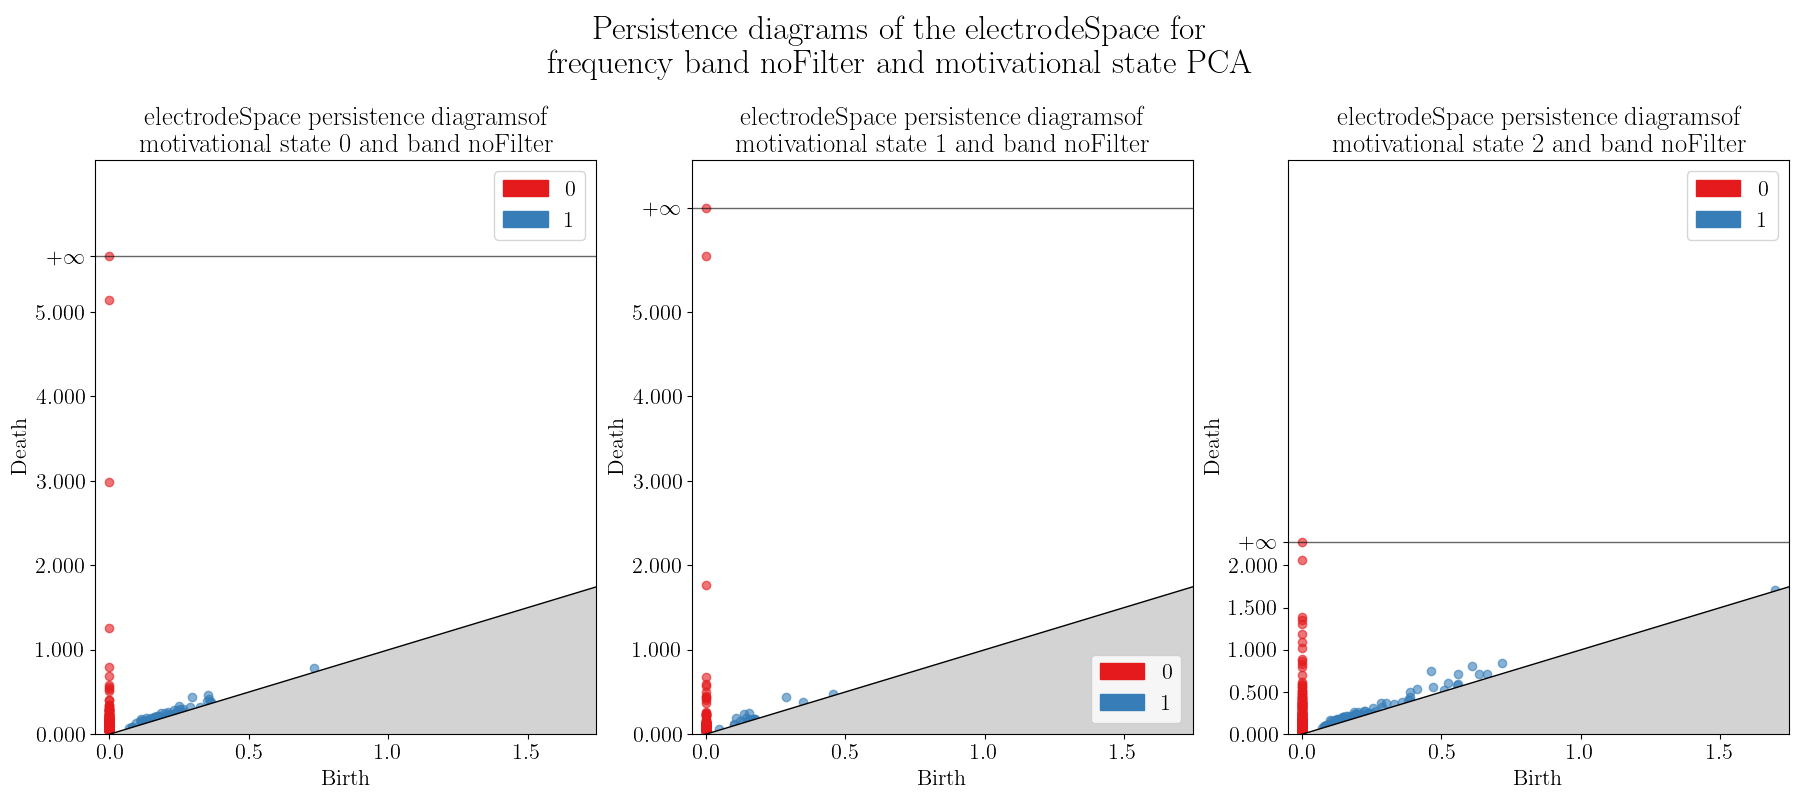 Persistence diagrams of the electrodeSpace for
frequency band noFilter and motivational state PCA
electrodeSpace persistence diagramsof
motivational state 0 and band noFilter
0
1
+∞
5.000
4.000
3.000
2.000
1.000
0.000
Death
0.0 0.5 1.0 1.5
Birth
electrodeSpace persistence diagramsof
motivational state 1 and band noFilter
+∞
5.000
4.000
3.000
2.000
1.000
0.000
Death
0
1
0.0 0.5 1.0 1.5
Birth
electrodeSpace persistence diagramsof
motivational state 2 and band noFilter
0
1
+∞
2.000
1.500
1.000
0.500
0.000
Death
0.0 0.5 1.0 1.5
Birth